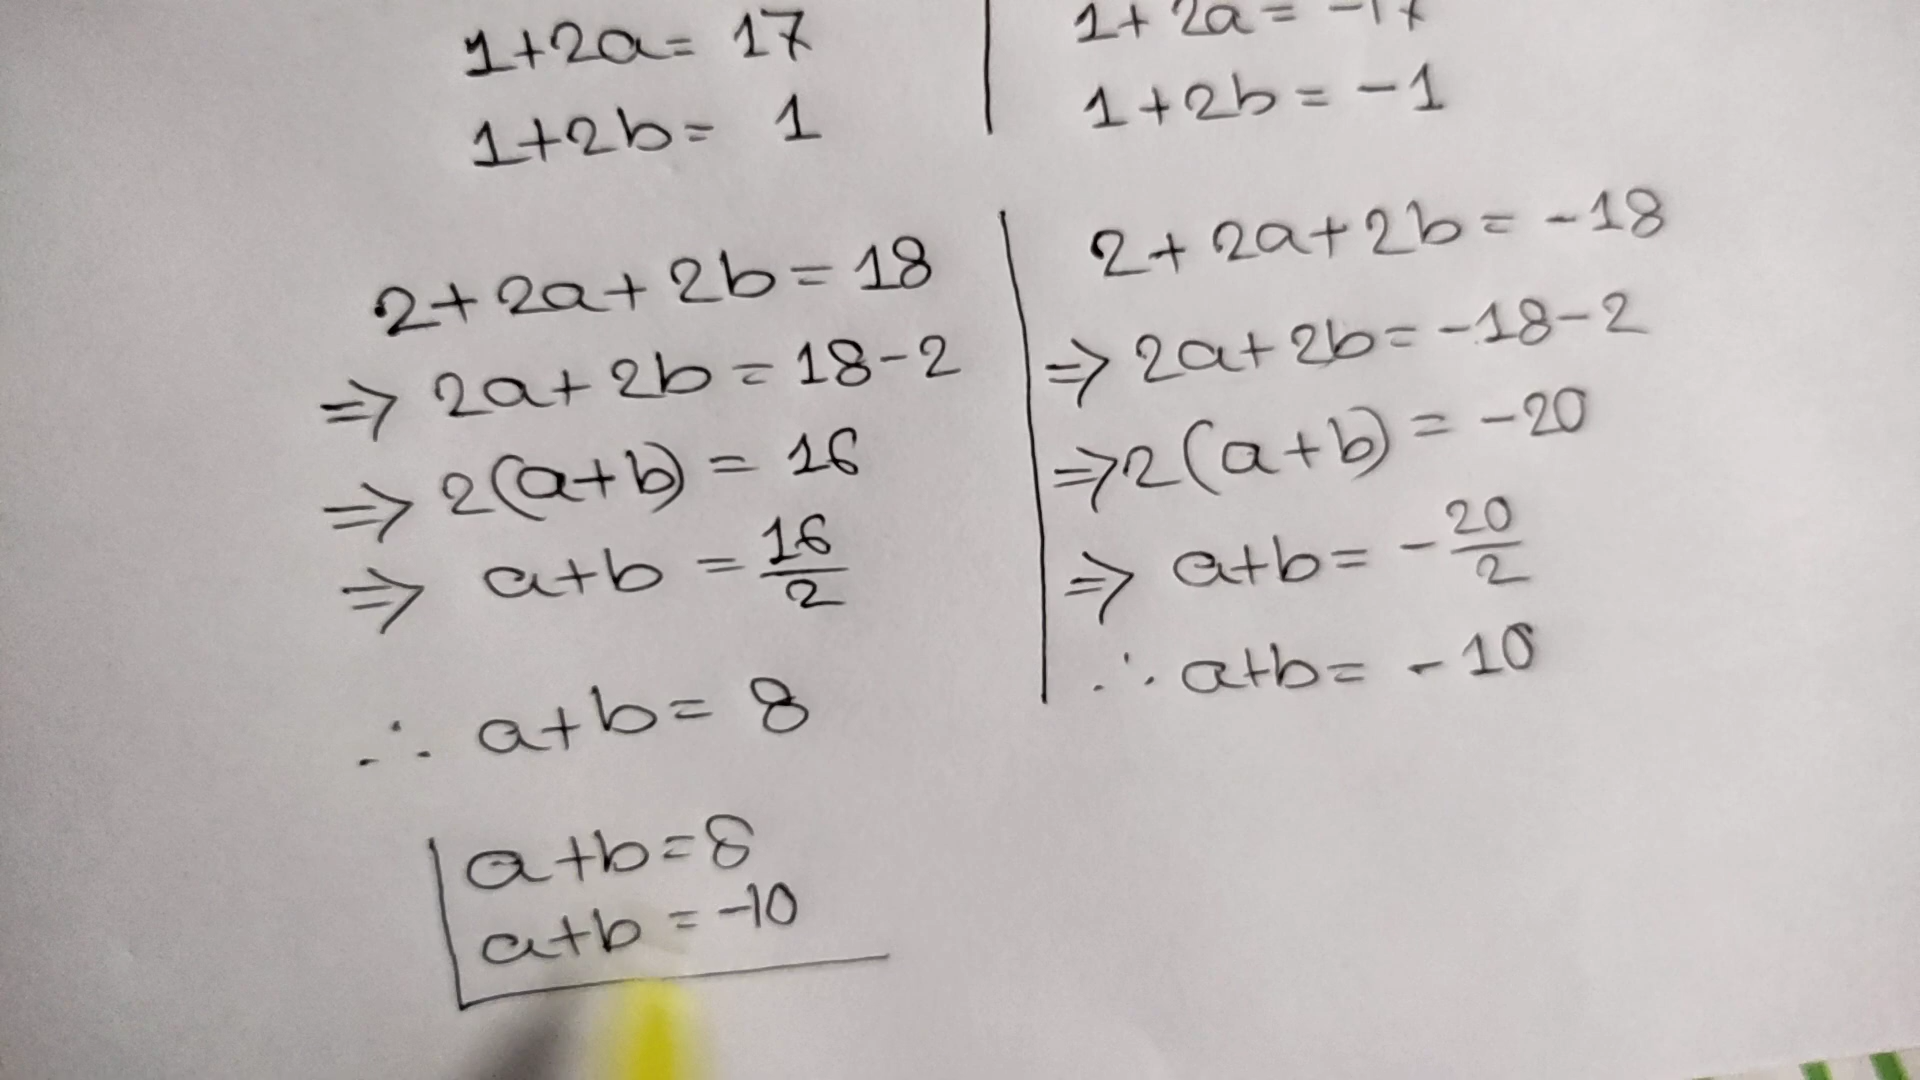 1+2a= 17
1+2b= 1
1+2a= -17
1+2b= -1
2+2a+2b=18
⇒ 2a+2b=18-2
⇒ 2(a+b) = 16
⇒ a+b = 16/2
∴ a+b= 8
2+2a+2b= -18
⇒ 2a+2b= -18-2
⇒ 2(a+b) = -20
⇒ a+b= -20/2
∴ a+b= -10
a+b=8
a+b = -10